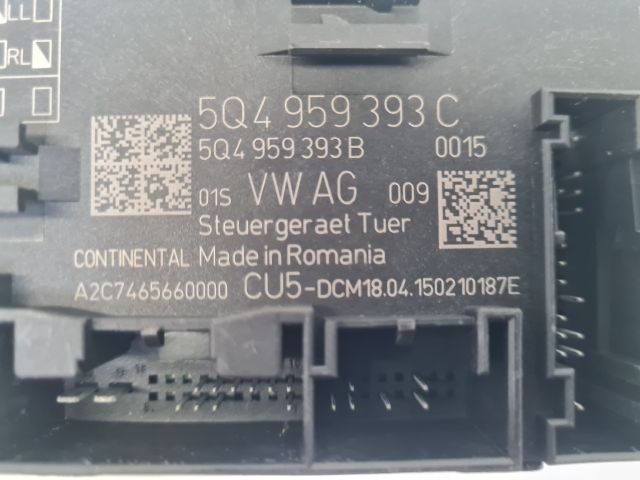 LL
RL
5Q4 959 393 C
5Q4 959 393 B 0015
01S VW AG 009
Steuergeraet Tuer
CONTINENTAL Made in Romania
A2C7465660000 CU5-DCM18.04.150210187E